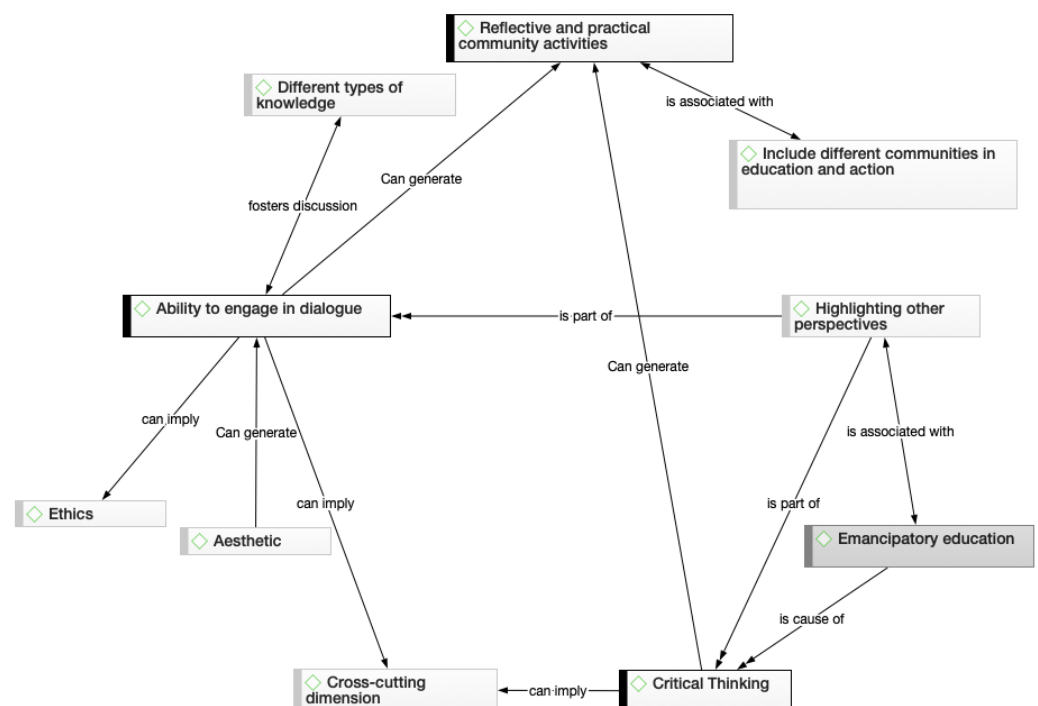 Reflective and practical
community activities
Different types of
knowledge
is associated with
Include different communities in
education and action
Can generate
fosters discussion
Ability to engage in dialogue
is part of
Highlighting other
perspectives
Can generate
can imply
Can generate
is associated with
can imply
is part of
Ethics
Aesthetic
Emancipatory education
is cause of
Cross-cutting
dimension
can imply
Critical Thinking